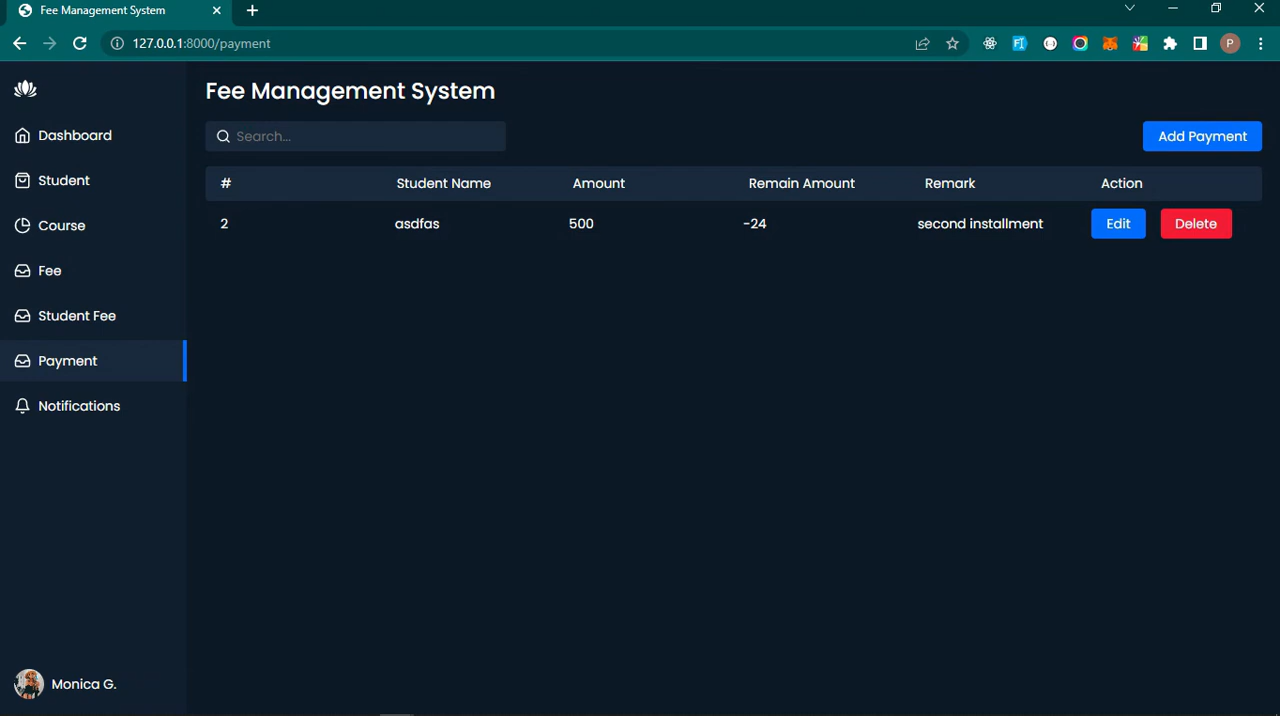 Fee Management System
127.0.0.1:8000/payment
P
Fee Management System
Dashboard
Student
Course
Fee
Student Fee
Payment
Notifications
Search...
Add Payment
# Student Name Amount Remain Amount Remark Action
2 asdfas 500 -24 second installment Edit Delete
Monica G.